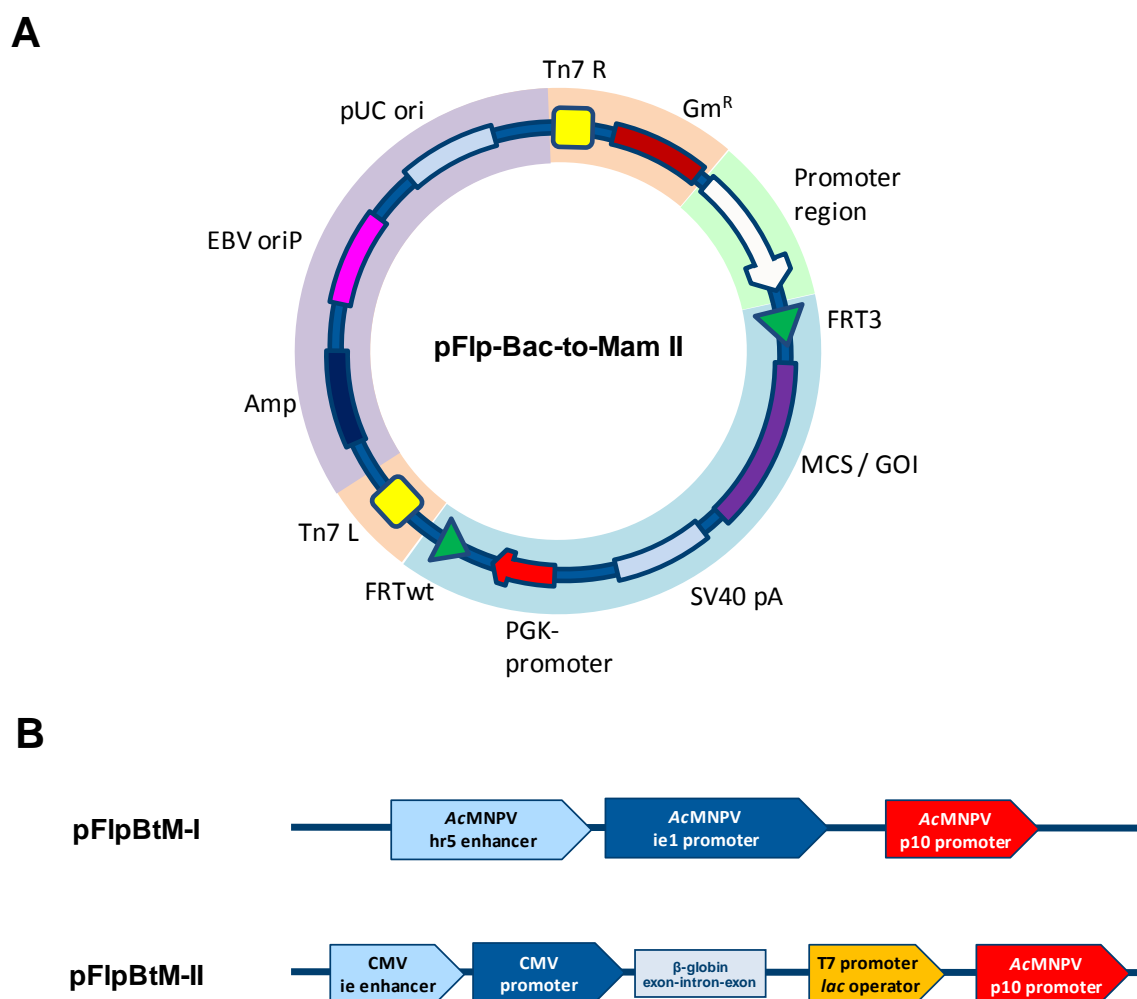 A
Tn7 R
pUC ori
Gm^R
Promoter
region
EBV oriP
FRT3
pFlp-Bac-to-Mam II
Amp
MCS / GOI
Tn7 L
FRTwt
SV40 pA
PGK-
promoter
B
pFlpBtM-I
AcMNPV
hr5 enhancer
AcMNPV
ie1 promoter
AcMNPV
p10 promoter
pFlpBtM-II
CMV
ie enhancer
CMV
promoter
β-globin
exon-intron-exon
T7 promoter
lac operator
AcMNPV
p10 promoter